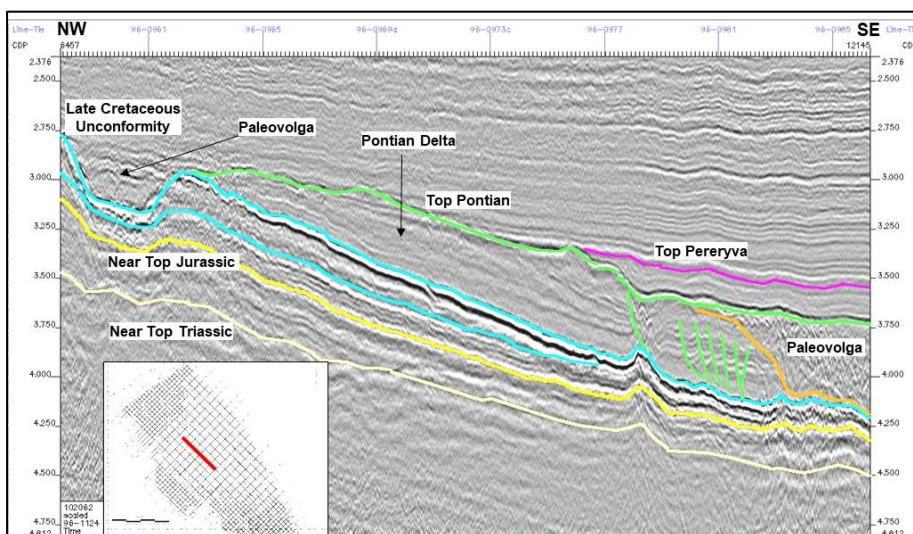 Line-Tie NW 96-0961 96-0965 96-0969a 96-0973a 96-0977 96-0981 96-0985 SE Line-Tie
CDP 6457 12145 CD
2.376
2.500
2.750
3.000
3.250
3.500
3.750
4.000
4.250
4.500
4.750
Late Cretaceous
Unconformity
Paleovolga
Pontian Delta
Top Pontian
Top Pereryva
Near Top Jurassic
Near Top Triassic
Paleovolga
102062
scaled
96-1124
Time
2.376
2.500
2.750
3.000
3.250
3.500
3.750
4.000
4.250
4.500
4.750